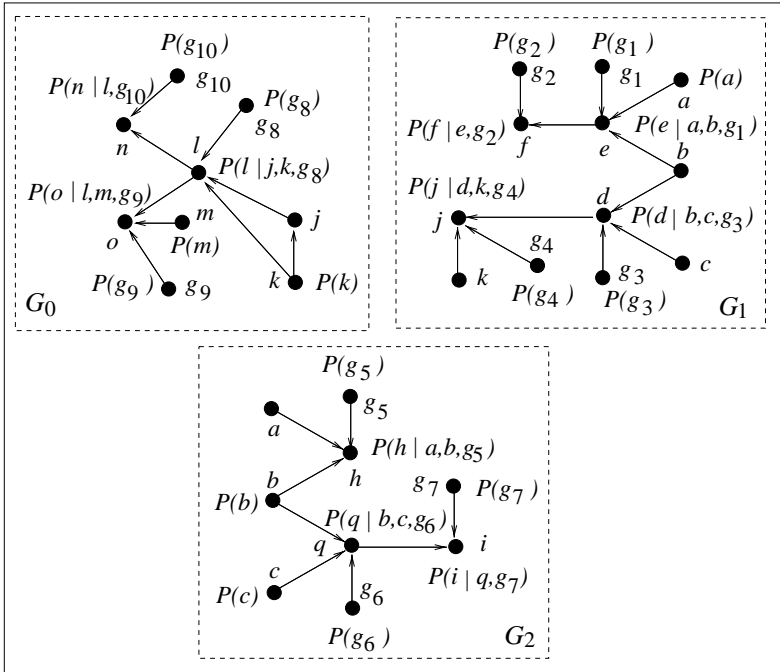 P(g10)
g10
P(n | l,g10)
n
P(g8)
g8
l
P(l | j,k,g8)
P(o | l,m,g9)
m
o
P(m)
j
P(g9)
g9
k
P(k)
G0
P(g2)
g2
P(g1)
g1
P(a)
a
P(f | e,g2)
f
e
P(e | a,b,g1)
b
P(j | d,k,g4)
d
j
P(d | b,c,g3)
g4
k
P(g4)
g3
P(g3)
c
G1
P(g5)
g5
a
P(h | a,b,g5)
b
h
P(b)
g7
P(g7)
P(q | b,c,g6)
q
i
c
P(i | q,g7)
P(c)
g6
P(g6)
G2